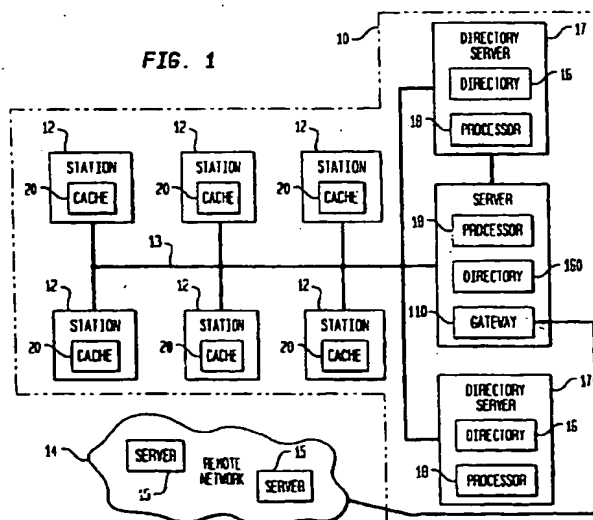 FIG. 1
10
17
DIRECTORY
SERVER
DIRECTORY
16
18
PROCESSOR
12
STATION
20
CACHE
12
STATION
20
CACHE
12
STATION
20
CACHE
13
SERVER
18
PROCESSOR
DIRECTORY
160
110
GATEWAY
12
STATION
20
CACHE
12
STATION
20
CACHE
12
STATION
20
CACHE
17
DIRECTORY
SERVER
DIRECTORY
16
18
PROCESSOR
14
SERVER
15
REMOTE
NETWORK
15
SERVER